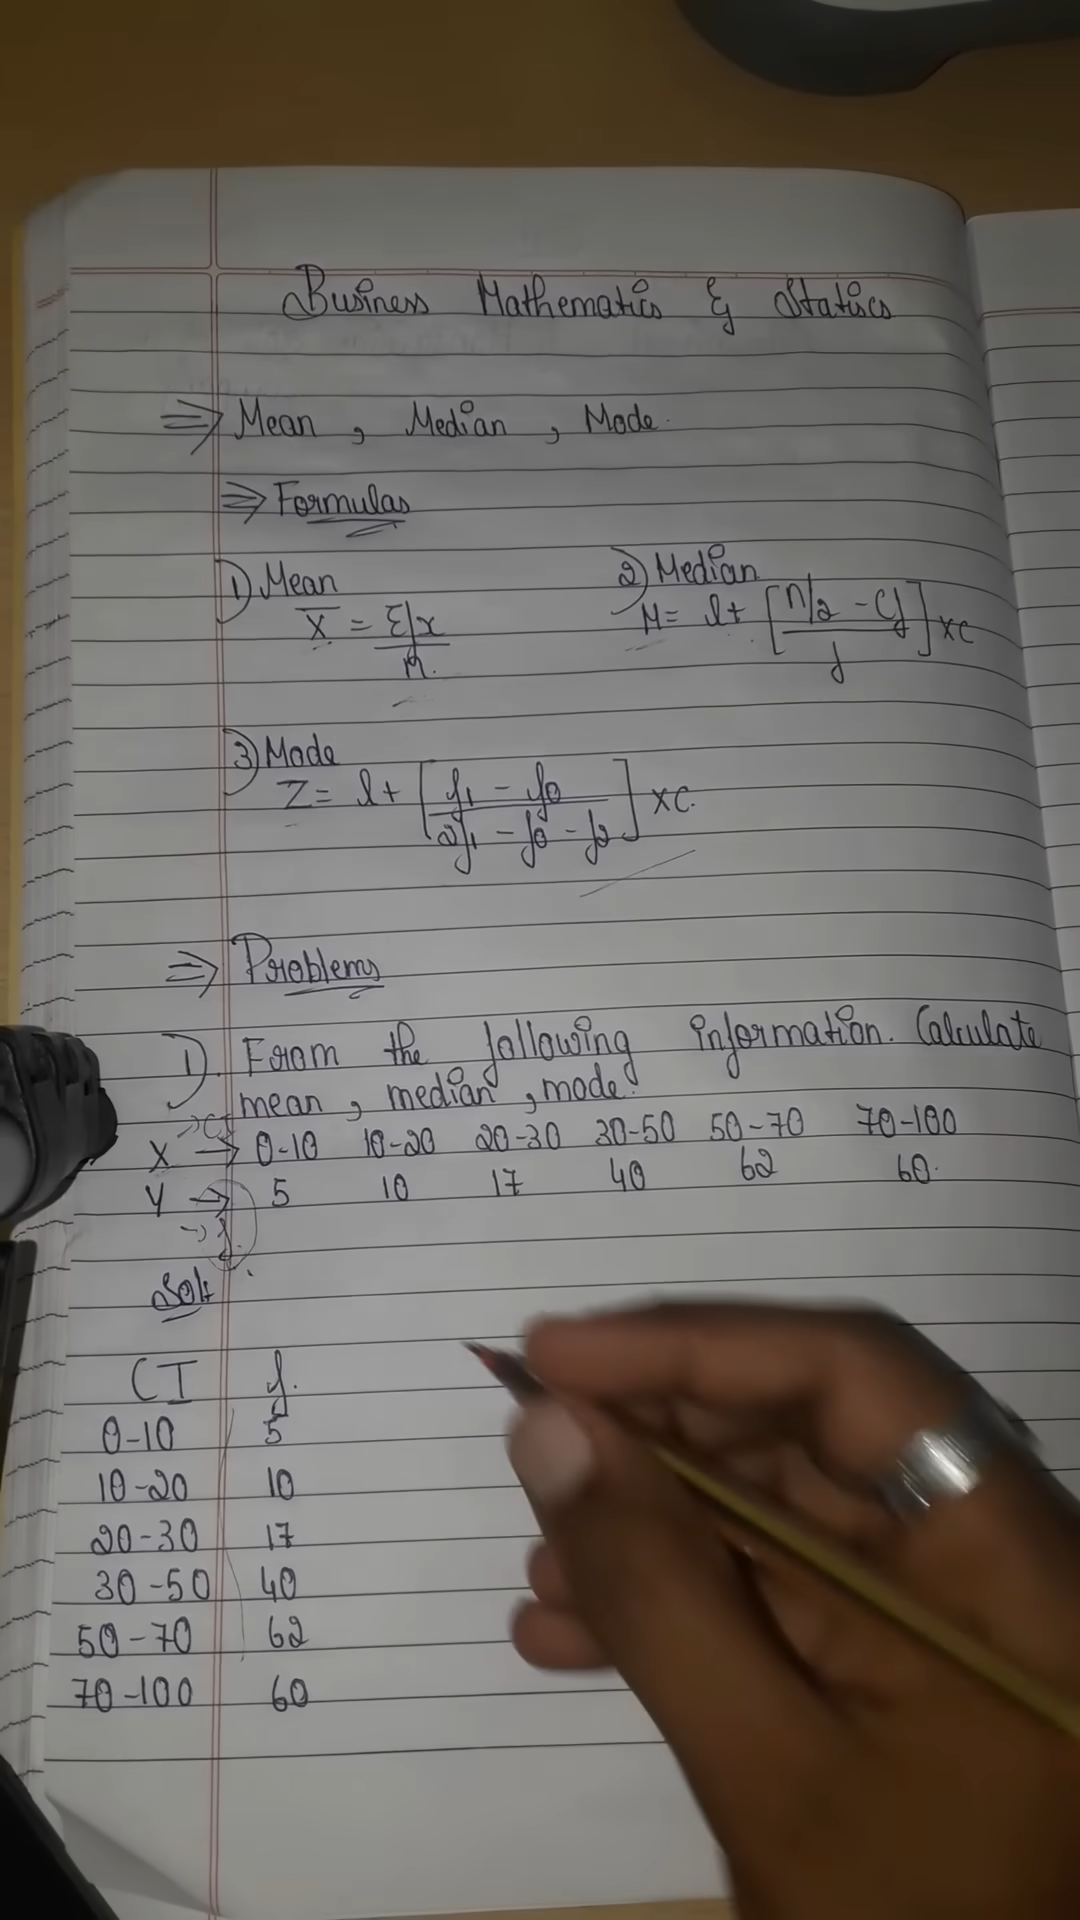 Business Mathematics & Statiscs
⇒ Mean , Median , Mode.
⇒ Formulas
1) Mean
X̅ = Σfx / n.
2) Median
M = l + [n/2 - cf / f] × c
3) Mode
Z = l + [f₁ - f₀ / 2f₁ - f₀ - f₂] × c.
⇒ Problems
1). From the following information. Calculate
mean , median , mode.
X → 0-10 10-20 20-30 30-50 50-70 70-100
Y → 5 10 17 40 62 60.
→ f.
Sol:
CI f.
0-10 5
10-20 10
20-30 17
30-50 40
50-70 62
70-100 60